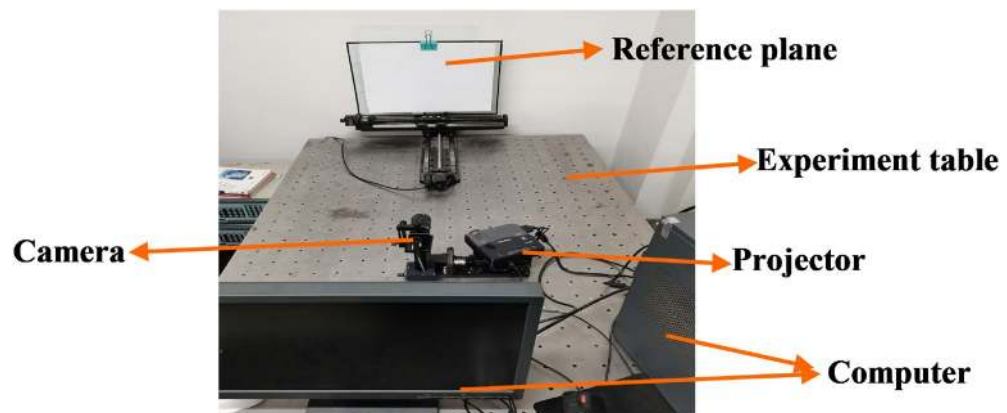 Reference plane
Experiment table
Camera
Projector
Computer